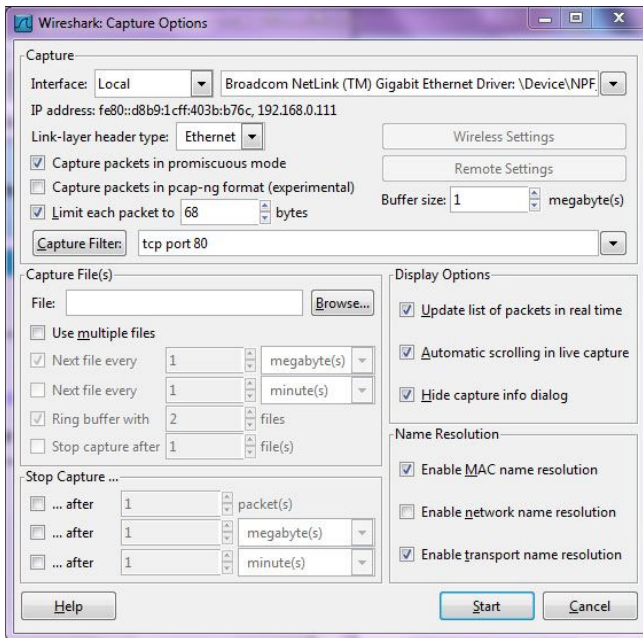 Wireshark: Capture Options
Capture
Interface: Local Broadcom NetLink (TM) Gigabit Ethernet Driver: \Device\NPF_
IP address: fe80::d8b9:1cff:403b:b76c, 192.168.0.111
Link-layer header type: Ethernet Wireless Settings
Capture packets in promiscuous mode
Remote Settings
Capture packets in pcap-ng format (experimental)
Buffer size: 1 megabyte(s)
Limit each packet to 68 bytes
Capture Filter: tcp port 80
Capture File(s)
File: Browse...
Use multiple files
Next file every 1 megabyte(s)
Next file every 1 minute(s)
Ring buffer with 2 files
Stop capture after 1 file(s)
Stop Capture ...
... after 1 packet(s)
... after 1 megabyte(s)
... after 1 minute(s)
Display Options
Update list of packets in real time
Automatic scrolling in live capture
Hide capture info dialog
Name Resolution
Enable MAC name resolution
Enable network name resolution
Enable transport name resolution
Help Start Cancel